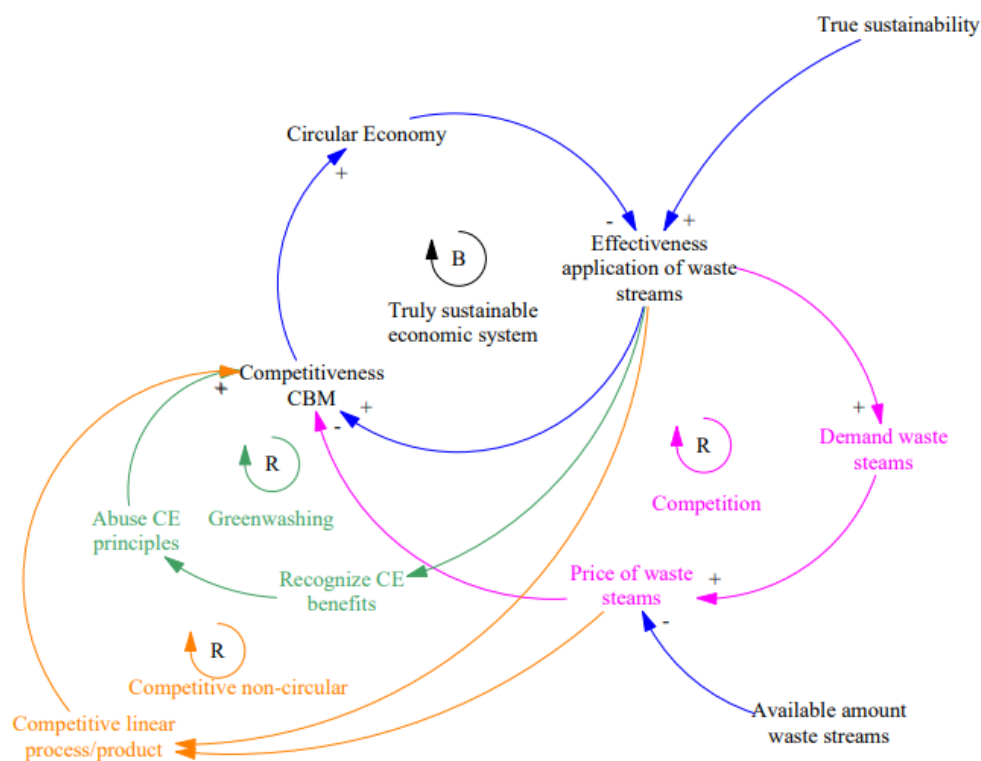 True sustainability
Circular Economy
+
-
+
Effectiveness
application of waste
streams
B
Truly sustainable
economic system
Competitiveness
CBM
+
+
-
+
Demand waste
steams
R
R
Competition
Abuse CE
principles
Greenwashing
Recognize CE
benefits
Price of waste
steams
+
-
R
Competitive non-circular
Competitive linear
process/product
Available amount
waste streams